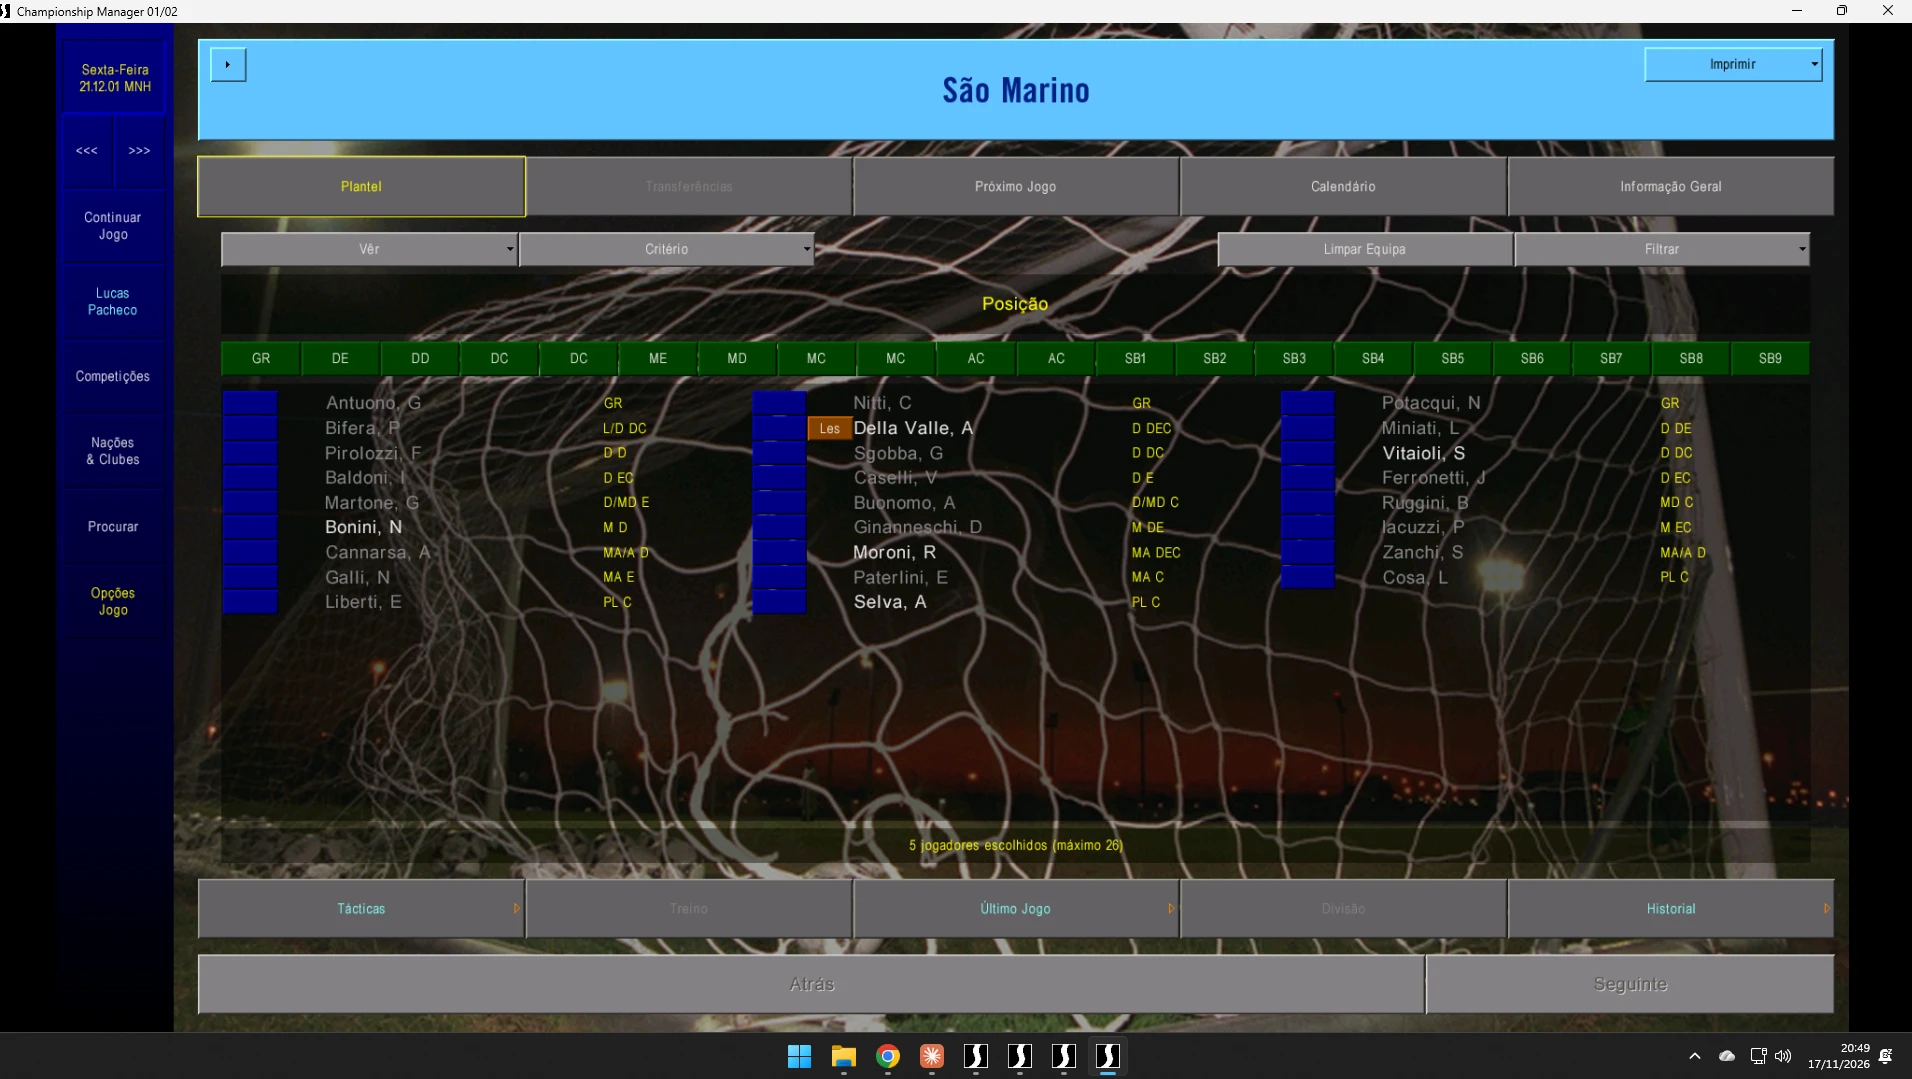 Championship Manager 01/02
Sexta-Feira
21.12.01 MNH
<<< >>>
Continuar
Jogo
Lucas
Pacheco
Competições
Nações
& Clubes
Procurar
Opções
Jogo
São Marino
Imprimir
Plantel Transferências Próximo Jogo Calendário Informação Geral
Vêr Critério Limpar Equipa Filtrar
Posição
GR DE DD DC DC ME MD MC MC AC AC SB1 SB2 SB3 SB4 SB5 SB6 SB7 SB8 SB9
Antuono, G GR Nitti, C GR Potacqui, N GR
Bifera, P L/D DC Les Della Valle, A D DEC Miniati, L D DE
Pirolozzi, F D D Sgobba, G D DC Vitaioli, S D DC
Baldoni, I D EC Caselli, V D E Ferronetti, J D EC
Martone, G D/MD E Buonomo, A D/MD C Ruggini, B MD C
Bonini, N M D Ginanneschi, D M DE Iacuzzi, P M EC
Cannarsa, A MA/A D Moroni, R MA DEC Zanchi, S MA/A D
Galli, N MA E Paterlini, E MA C Cosa, L PL C
Liberti, E PL C Selva, A PL C
5 jogadores escolhidos (máximo 26)
Tácticas Treino Último Jogo Divisão Historial
Atrás Seguinte
20:49
17/11/2026